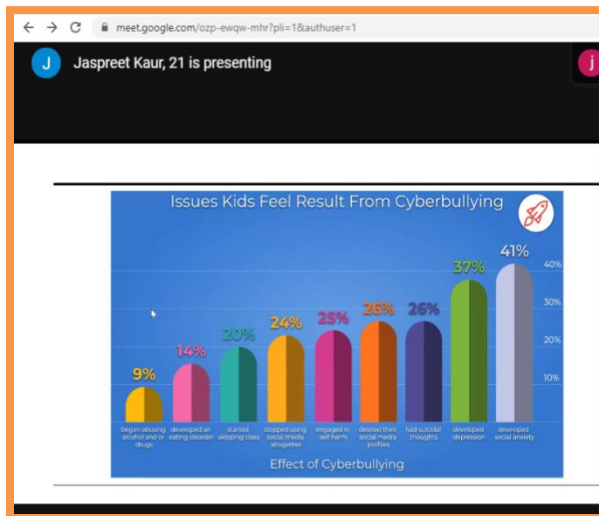 meet.google.com/ozp-ewqw-mhr?pli=1&authuser=1
J
Jaspreet Kaur, 21 is presenting
j
Issues Kids Feel Result From Cyberbullying
41%
37%
40%
26%
26%
25%
24%
20%
14%
9%
30%
20%
10%
began abusing
alcohol and or
drugs
developed an
eating disorder
started
skipping class
stopped using
social media
altogether
engaged in
self harm
deleted their
social media
profiles
had suicidal
thoughts
developed
depression
developed
social anxiety
Effect of Cyberbullying